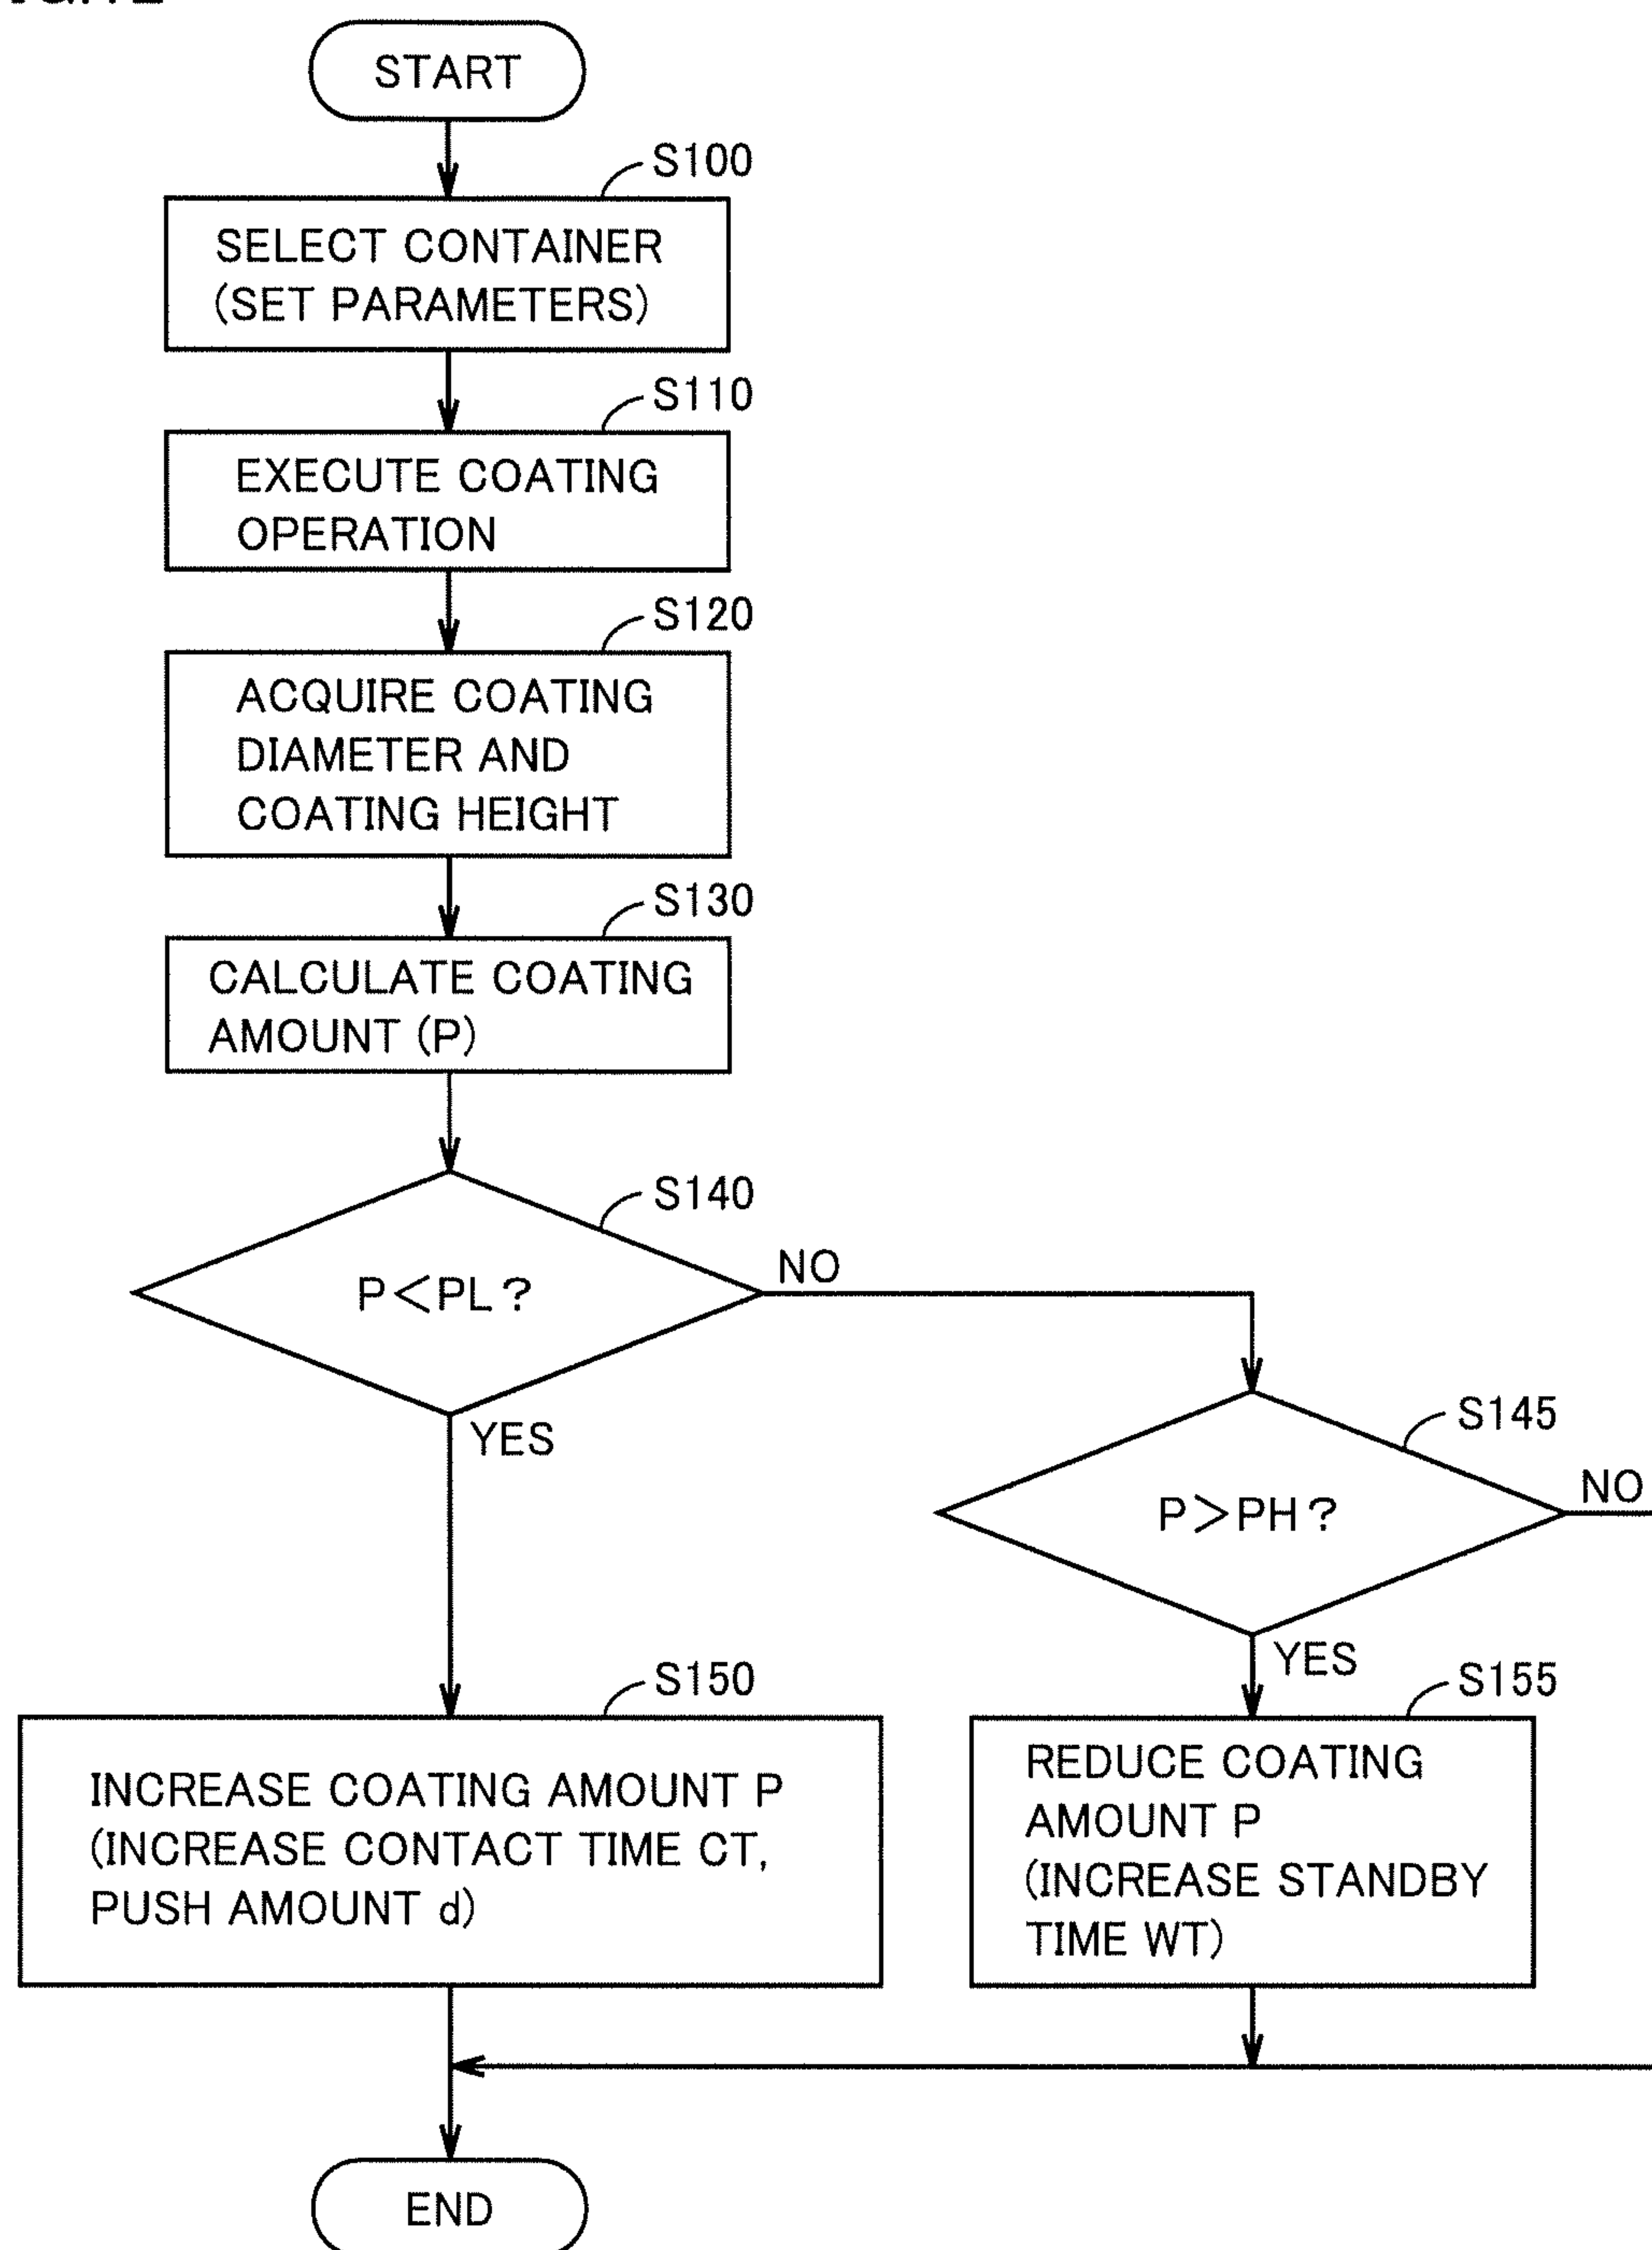 START
S100
SELECT CONTAINER
(SET PARAMETERS)
S110
EXECUTE COATING
OPERATION
S120
ACQUIRE COATING
DIAMETER AND
COATING HEIGHT
S130
CALCULATE COATING
AMOUNT (P)
S140
P<PL?
NO
YES
S145
P>PH?
NO
YES
S150
INCREASE COATING AMOUNT P
(INCREASE CONTACT TIME CT,
PUSH AMOUNT d)
S155
REDUCE COATING
AMOUNT P
(INCREASE STANDBY
TIME WT)
END